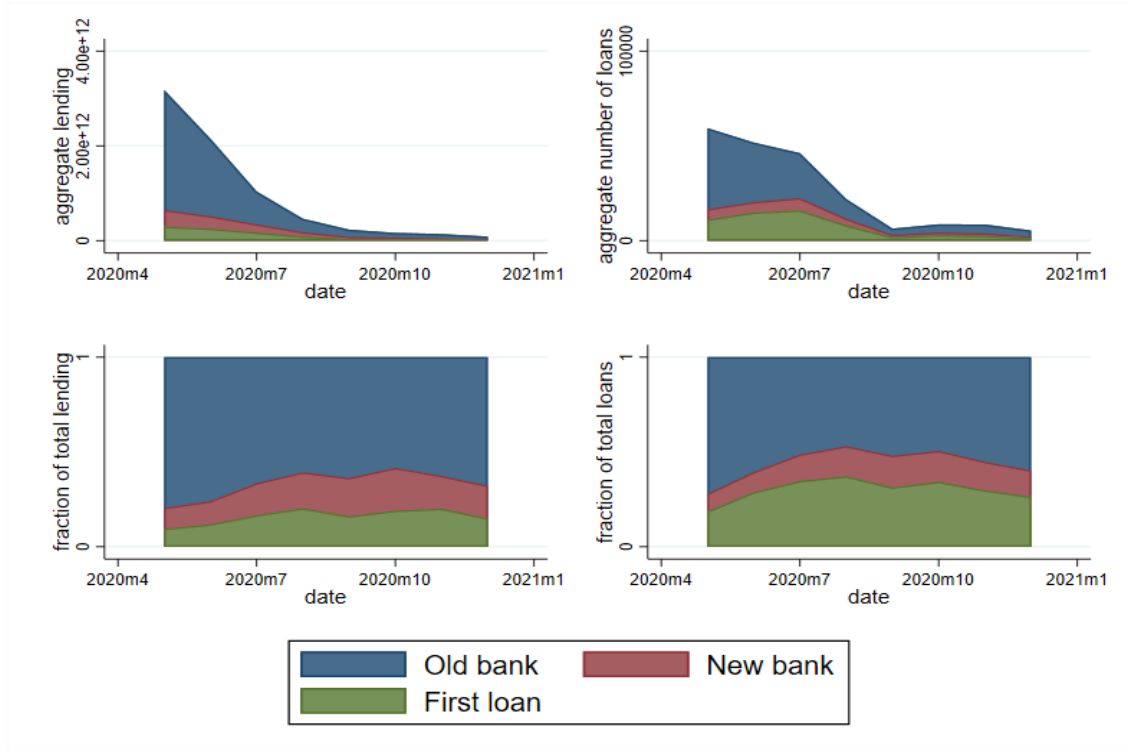 aggregate lending
4.00e+12
2.00e+12
0
2020m4 2020m7 2020m10 2021m1
date
aggregate number of loans
100000
0
2020m4 2020m7 2020m10 2021m1
date
fraction of total lending
1
0
2020m4 2020m7 2020m10 2021m1
date
fraction of total loans
1
0
2020m4 2020m7 2020m10 2021m1
date
Old bank New bank
First loan